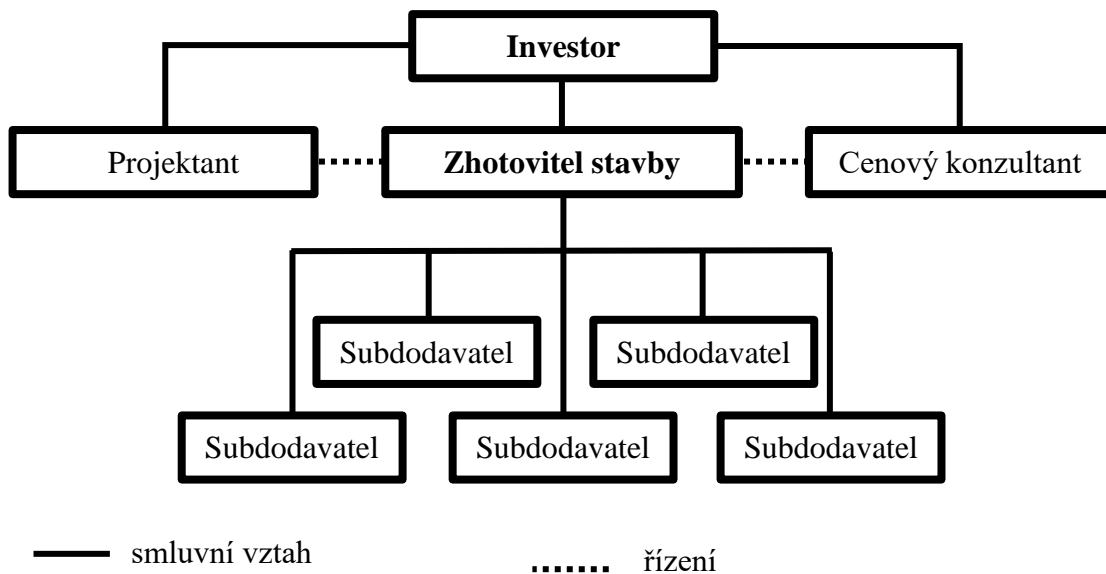 Investor
Projektant
Zhotovitel stavby
Cenový konzultant
Subdodavatel
Subdodavatel
Subdodavatel
Subdodavatel
Subdodavatel
smluvní vztah
řízení